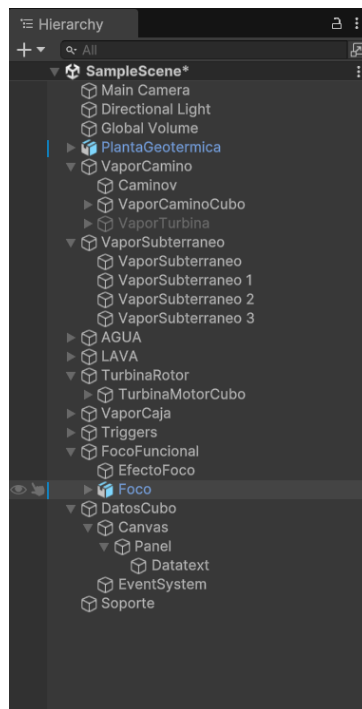 Hierarchy
All
SampleScene*
Main Camera
Directional Light
Global Volume
PlantaGeotermica
VaporCamino
Caminov
VaporCaminoCubo
VaporTurbina
VaporSubterraneo
VaporSubterraneo
VaporSubterraneo 1
VaporSubterraneo 2
VaporSubterraneo 3
AGUA
LAVA
TurbinaRotor
TurbinaMotorCubo
VaporCaja
Triggers
FocoFuncional
EfectoFoco
Foco
DatosCubo
Canvas
Panel
Datatext
EventSystem
Soporte